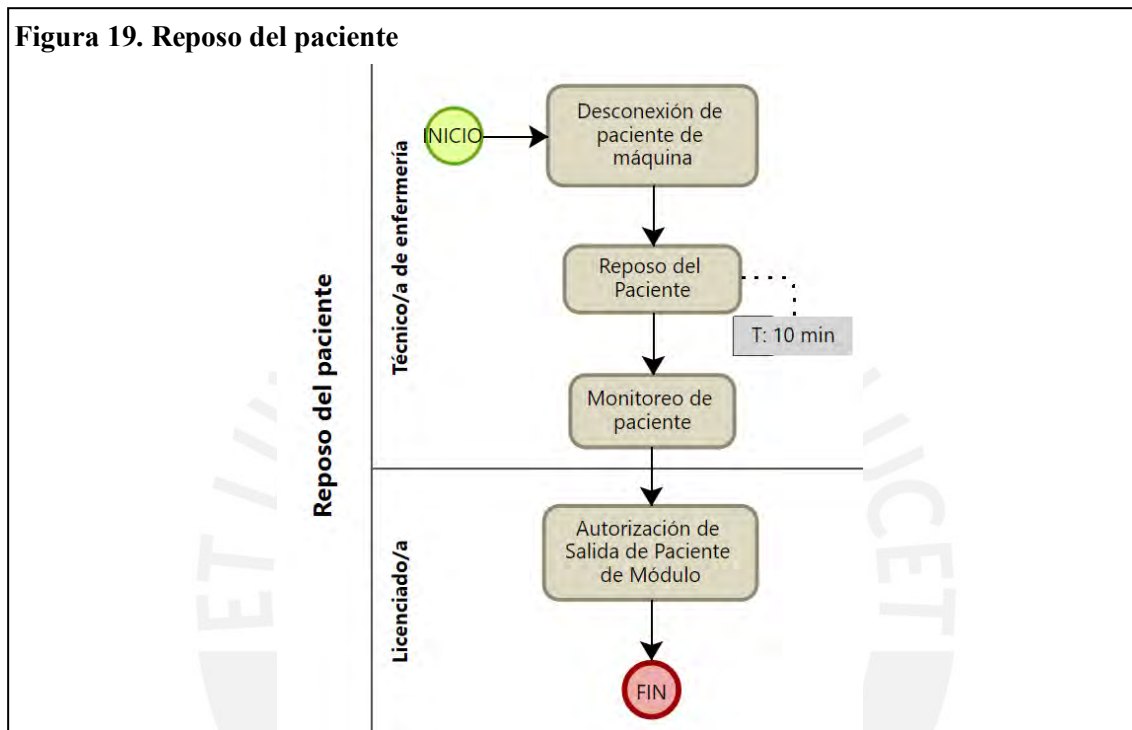 Figura 19. Reposo del paciente
Reposo del paciente
Técnico/a de enfermería
INICIO
Desconexión de
paciente de
máquina
Reposo del
Paciente
T: 10 min
Monitoreo de
paciente
Licenciado/a
Autorización de
Salida de Paciente
de Módulo
FIN
ET